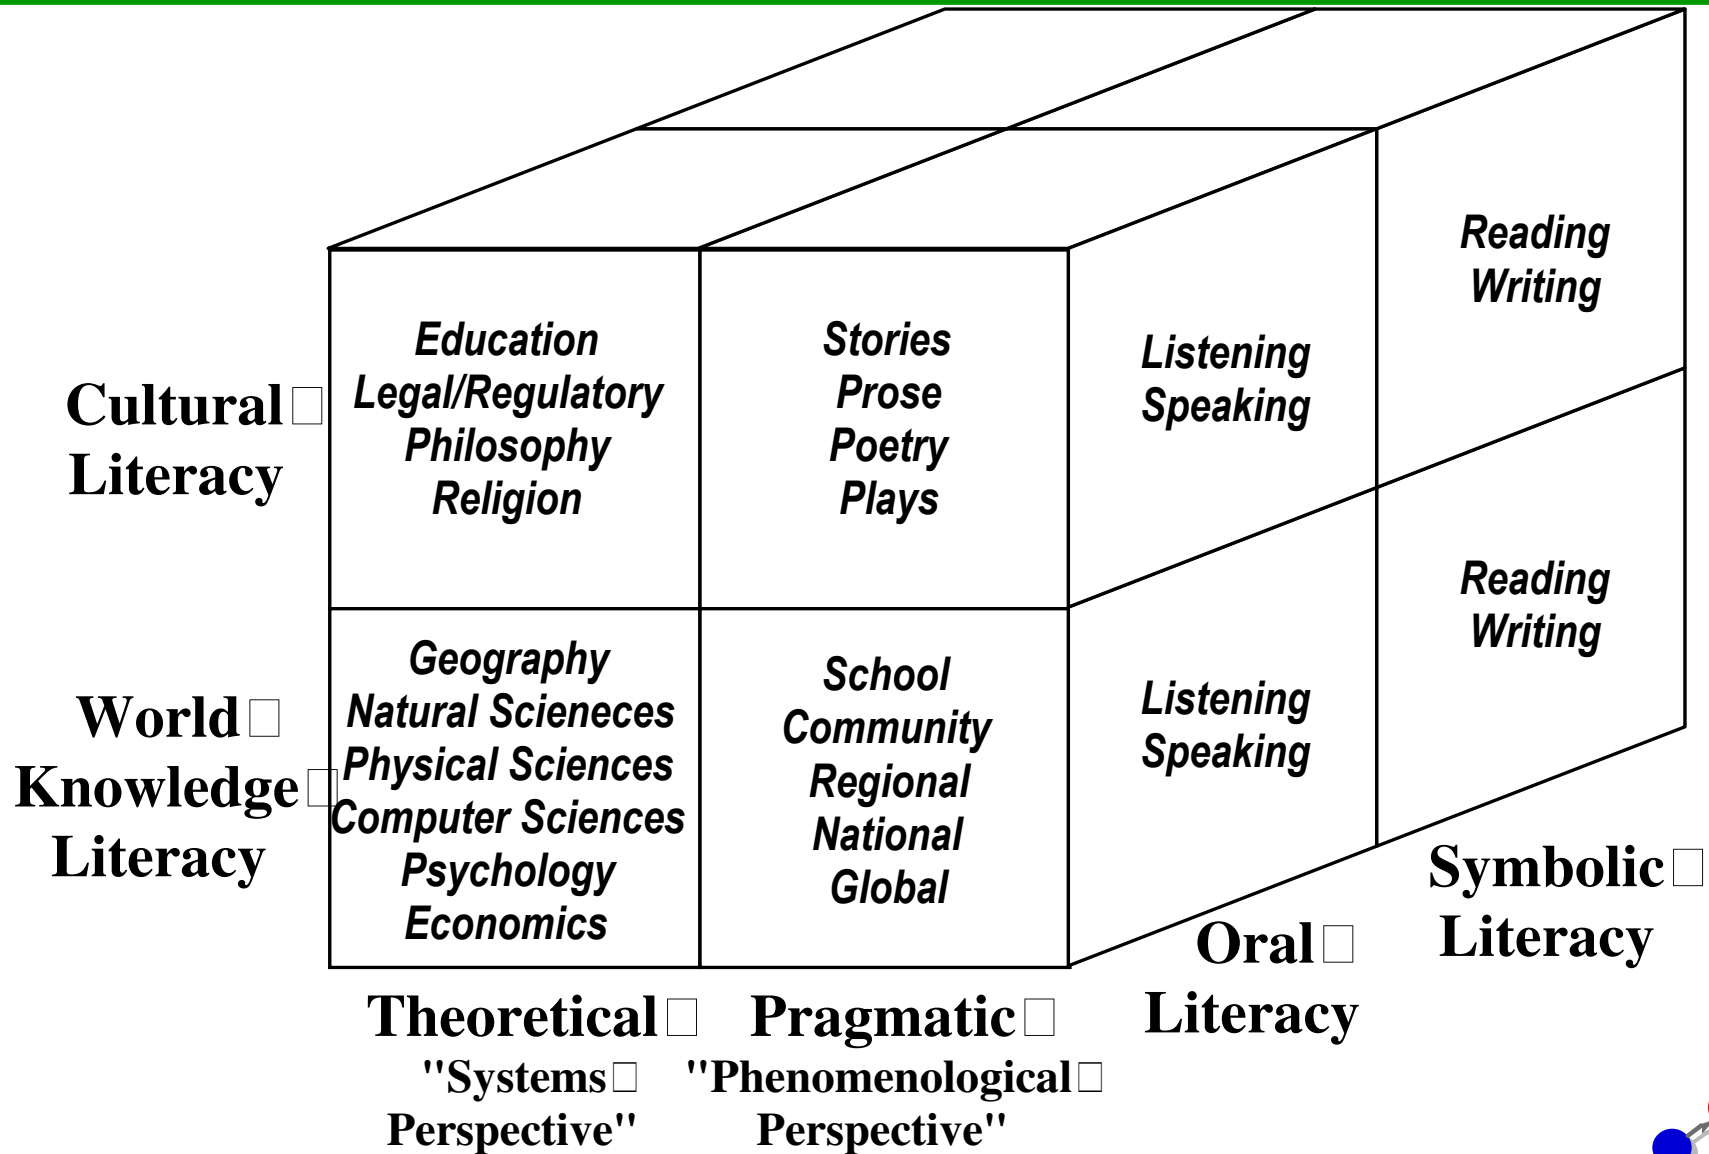 Cultural
Literacy
Education
Legal/Regulatory
Philosophy
Religion
Stories
Prose
Poetry
Plays
Listening
Speaking
Reading
Writing
World
Knowledge
Literacy
Geography
Natural Scieneces
Physical Sciences
Computer Sciences
Psychology
Economics
School
Community
Regional
National
Global
Listening
Speaking
Reading
Writing
Theoretical
"Systems
Perspective"
Pragmatic
"Phenomenological
Perspective"
Oral
Literacy
Symbolic
Literacy